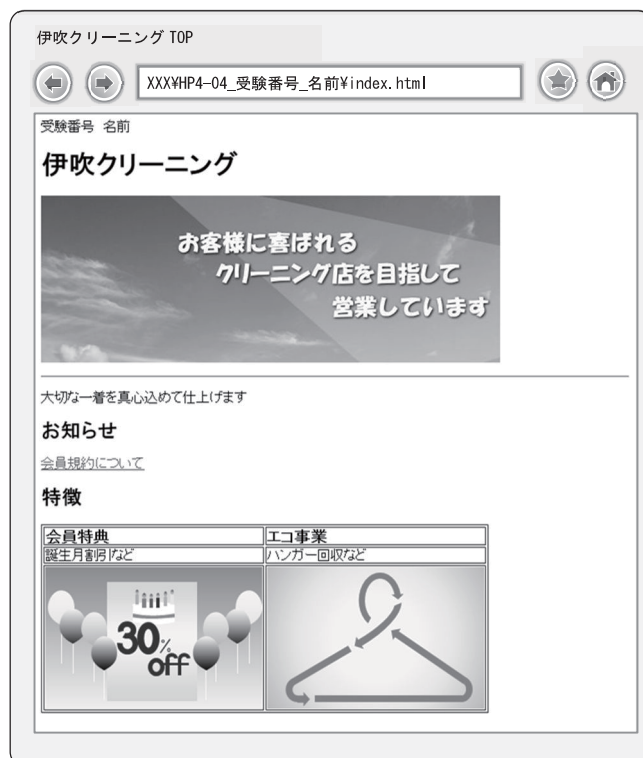 伊吹クリーニング TOP
XXX¥HP4-04_受験番号_名前¥index.html
受験番号 名前
伊吹クリーニング
お客様に喜ばれる
クリーニング店を目指して
営業しています
大切な一着を真心込めて仕上げます
お知らせ
会員規約について
特徴
会員特典 エコ事業
誕生月割引など ハンガー回収など
30%
off